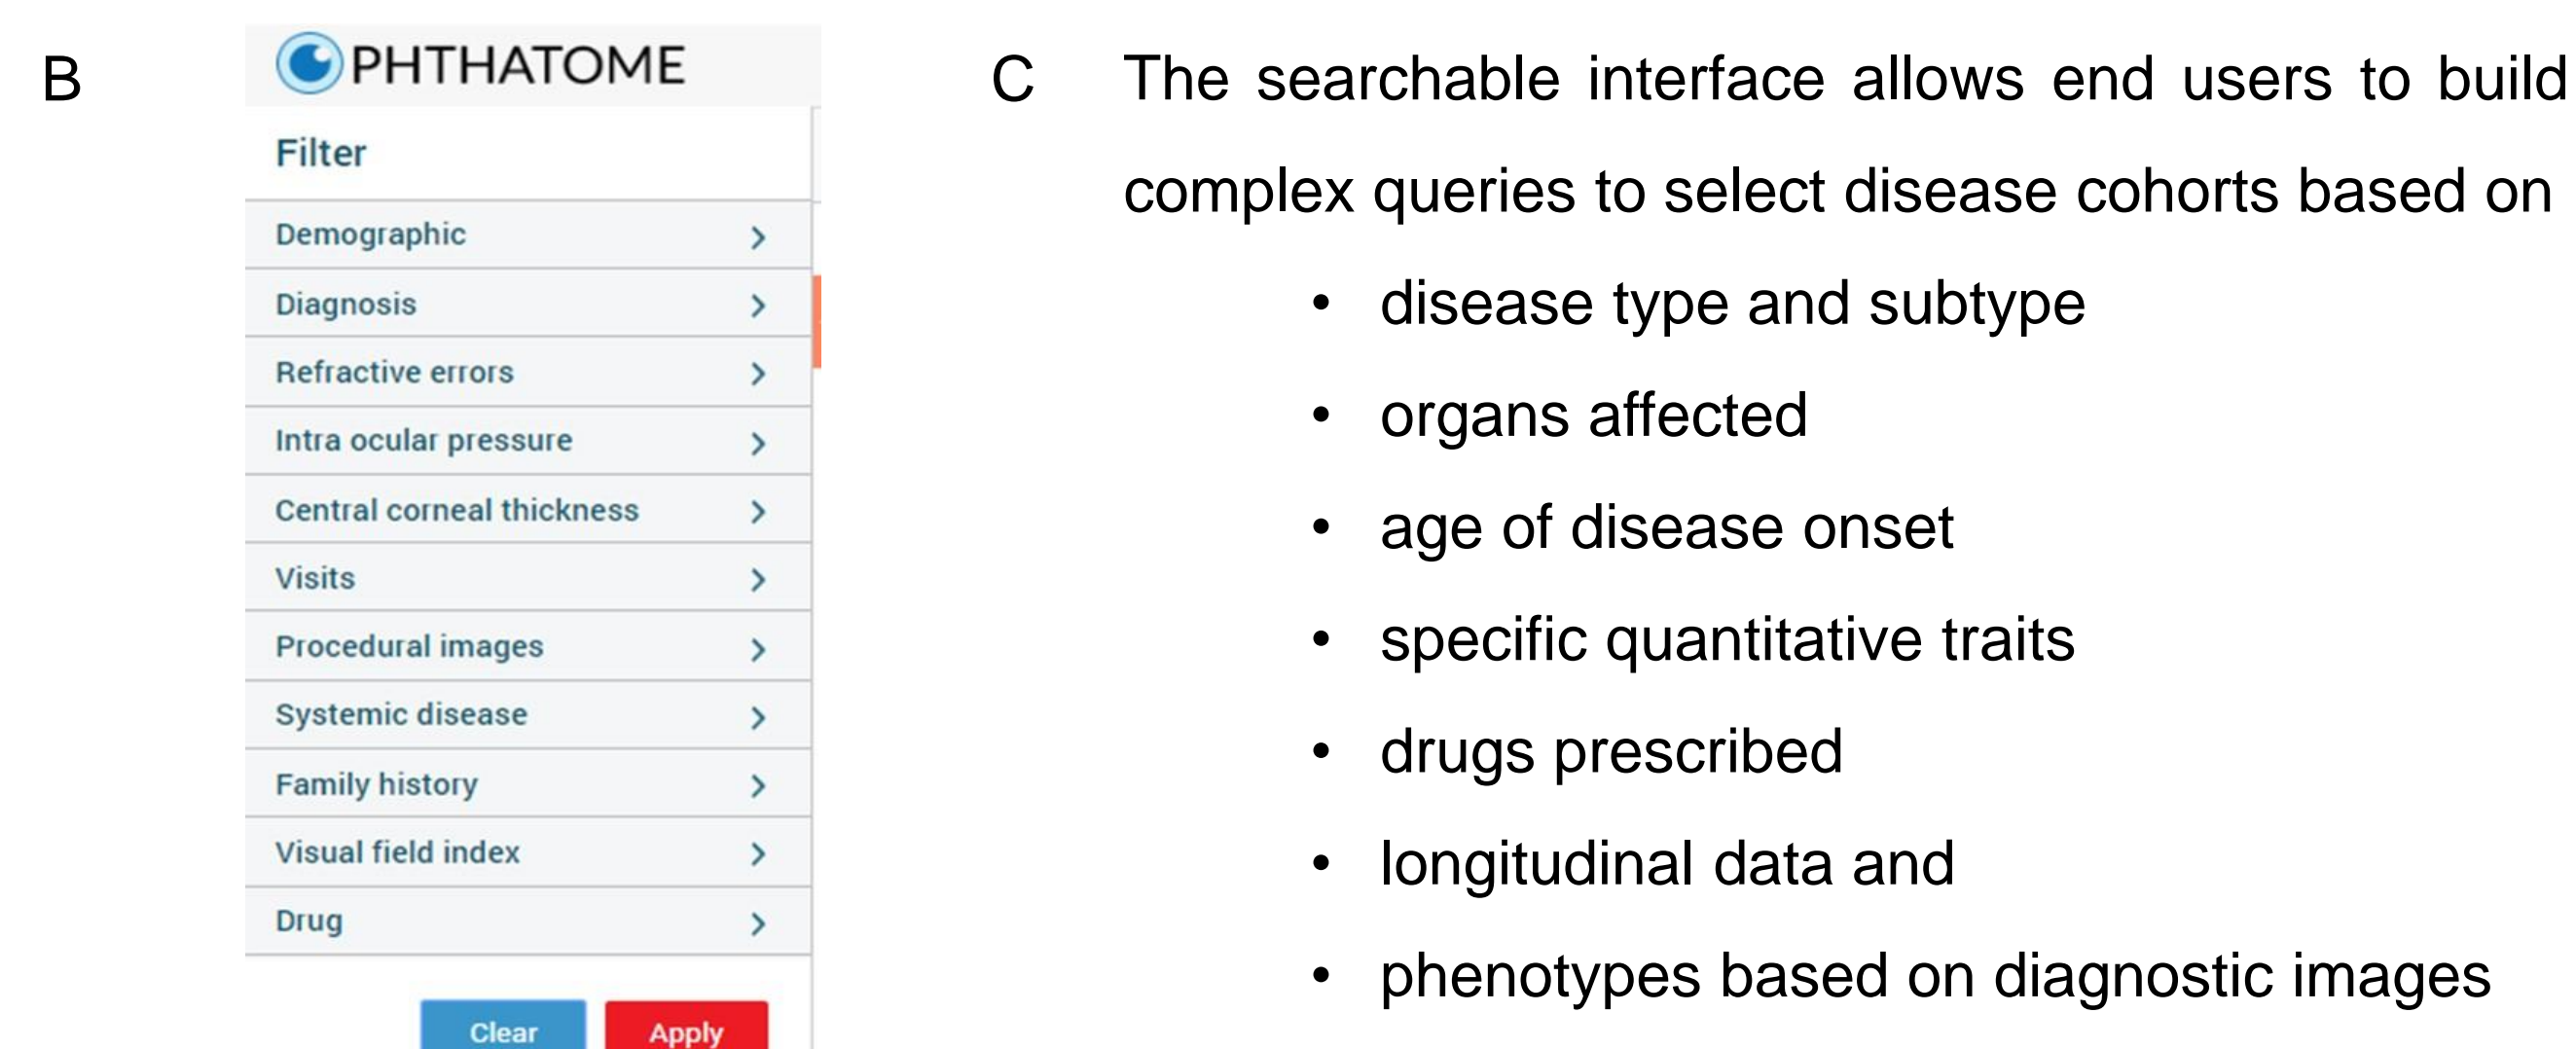 B
PHTHATOME
Filter
Demographic
Diagnosis
Refractive errors
Intra ocular pressure
Central corneal thickness
Visits
Procedural images
Systemic disease
Family history
Visual field index
Drug
Clear Apply
C
The searchable interface allows end users to build
complex queries to select disease cohorts based on
• disease type and subtype
• organs affected
• age of disease onset
• specific quantitative traits
• drugs prescribed
• longitudinal data and
• phenotypes based on diagnostic images